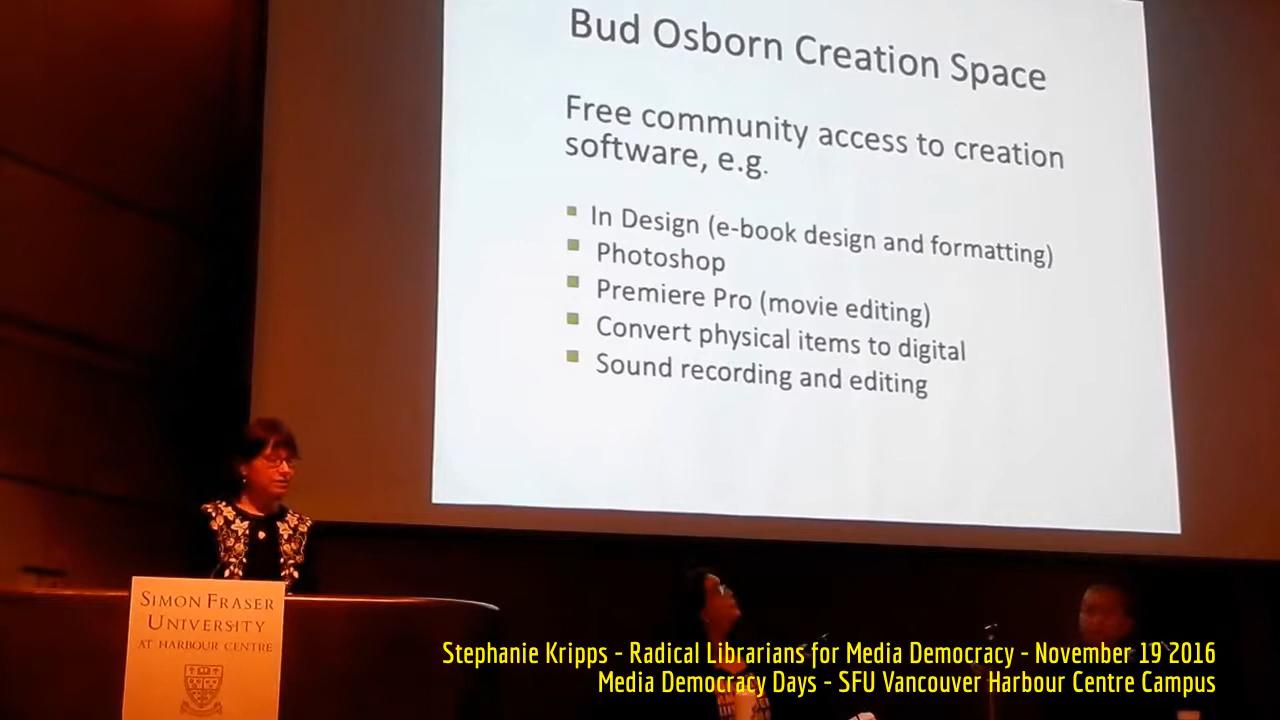 Bud Osborn Creation Space
Free community access to creation
software, e.g.
In Design (e-book design and formatting)
Photoshop
Premiere Pro (movie editing)
Convert physical items to digital
Sound recording and editing
SIMON FRASER
UNIVERSITY
AT HARBOUR CENTRE
Stephanie Kripps - Radical Librarians for Media Democracy - November 19 2016
Media Democracy Days - SFU Vancouver Harbour Centre Campus